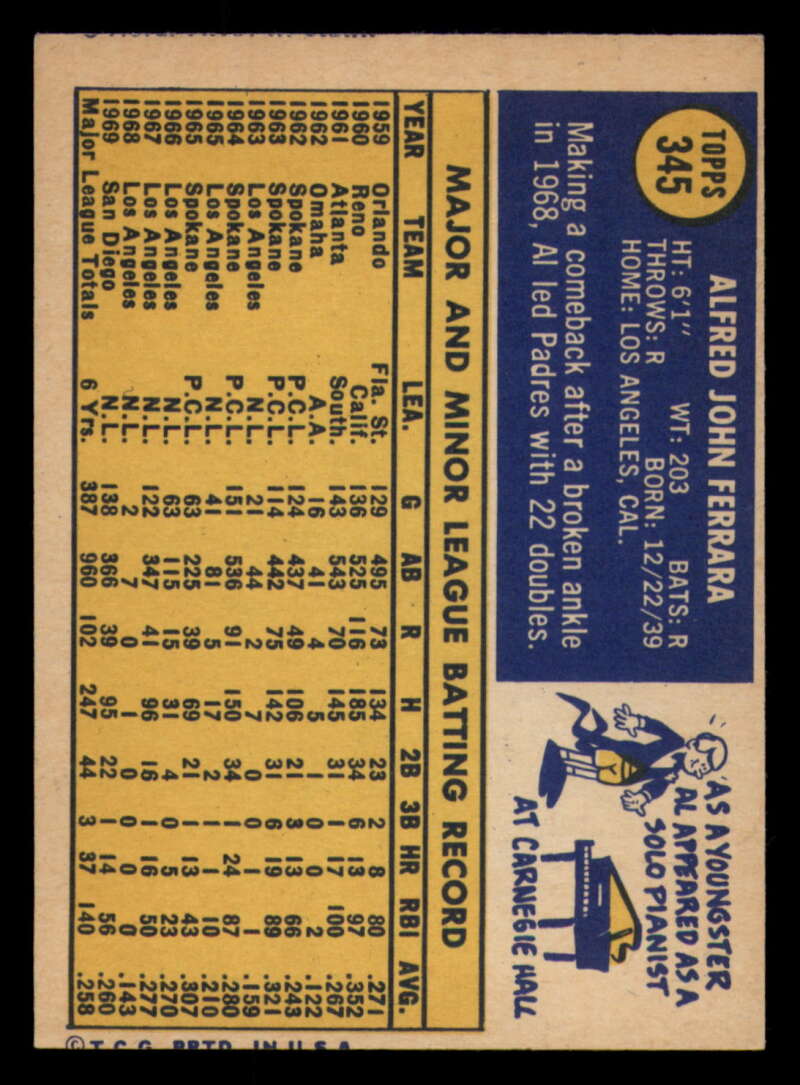 TOPPS
345
ALFRED JOHN FERRARA
HT: 6'1" WT: 203 BATS: R
THROWS: R BORN: 12/22/39
HOME: LOS ANGELES, CAL.
Making a comeback after a broken ankle
in 1968, Al led Padres with 22 doubles.
AS A YOUNGSTER
AL APPEARED AS A
SOLO PIANIST
AT CARNEGIE HALL
MAJOR AND MINOR LEAGUE BATTING RECORD
YEAR TEAM LEA. G AB R H 2B 3B HR RBI AVG.
1959 Orlando Fla. St. 129 495 73 134 23 2 8 80 .271
1960 Reno Calif. 136 525 116 185 34 6 13 97 .352
1961 Atlanta South. 143 543 70 145 31 1 17 100 .267
1962 Omaha A.A. 16 41 4 5 1 0 0 2 .122
1962 Spokane P.C.L. 124 437 49 106 21 3 13 66 .243
1963 Spokane P.C.L. 114 442 75 142 31 6 19 89 .321
1963 Los Angeles N.L. 21 44 2 7 0 0 1 1 .159
1964 Spokane P.C.L. 151 536 91 150 34 1 24 87 .280
1965 Los Angeles N.L. 41 81 5 17 2 1 1 10 .210
1965 Spokane P.C.L. 63 225 39 69 21 1 13 43 .307
1966 Los Angeles N.L. 63 115 15 31 4 0 5 23 .270
1967 Los Angeles N.L. 122 347 41 96 16 1 16 50 .277
1968 Los Angeles N.L. 2 7 0 1 0 0 0 0 .143
1969 San Diego N.L. 138 366 39 95 22 1 14 56 .260
Major League Totals 6 Yrs. 387 960 102 247 44 3 37 140 .258
© T. C. G. PRTD. IN U.S.A.